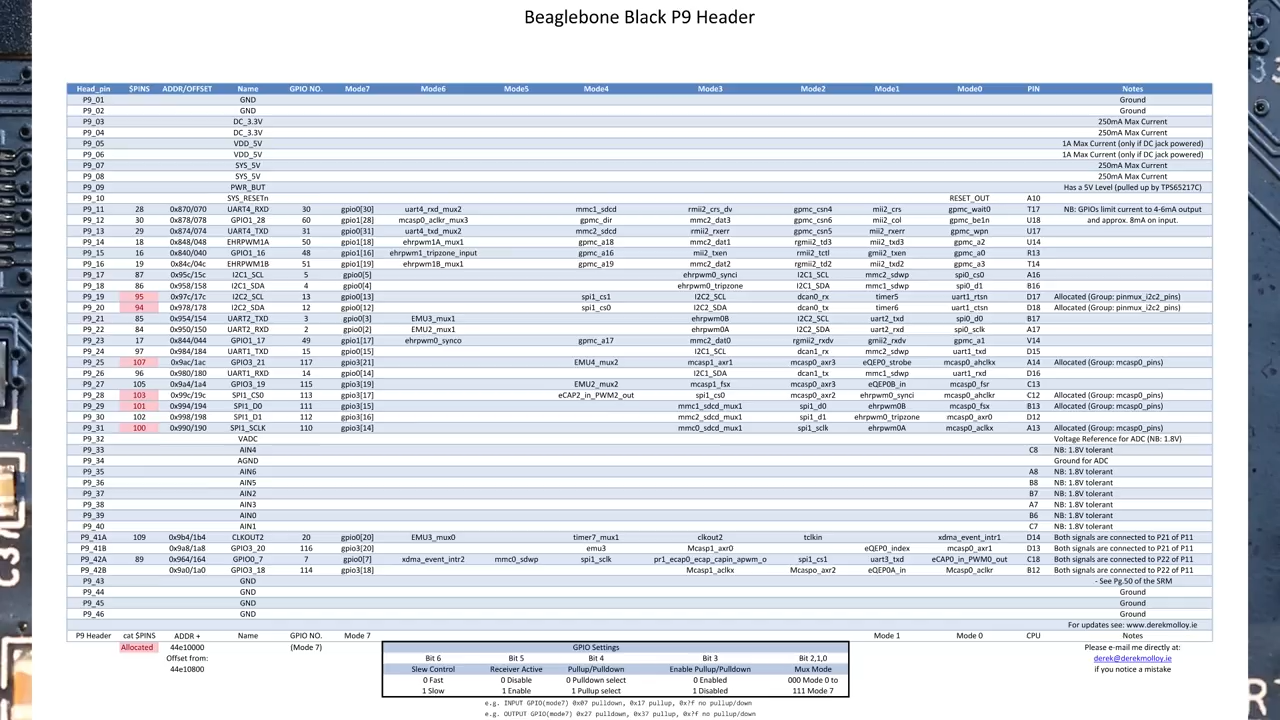 Beaglebone Black P9 Header
Head_pin $PINS ADDR/OFFSET Name GPIO NO. Mode7 Mode6 Mode5 Mode4 Mode3 Mode2 Mode1 Mode0 PIN Notes
P9_01 GND Ground
P9_02 GND Ground
P9_03 DC_3.3V 250mA Max Current
P9_04 DC_3.3V 250mA Max Current
P9_05 VDD_5V 1A Max Current (only if DC jack powered)
P9_06 VDD_5V 1A Max Current (only if DC jack powered)
P9_07 SYS_5V 250mA Max Current
P9_08 SYS_5V 250mA Max Current
P9_09 PWR_BUT Has a 5V Level (pulled up by TPS65217C)
P9_10 SYS_RESETn RESET_OUT A10
P9_11 28 0x870/070 UART4_RXD 30 gpio0[30] uart4_rxd_mux2 mmc1_sdcd rmii2_crs_dv gpmc_csn4 mii2_crs gpmc_wait0 T17 NB: GPIOs limit current to 4-6mA output
P9_12 30 0x878/078 GPIO1_28 60 gpio1[28] mcasp0_aclkr_mux3 gpmc_dir mmc2_dat3 gpmc_csn6 mii2_col gpmc_be1n U18 and approx. 8mA on input.
P9_13 29 0x874/074 UART4_TXD 31 gpio0[31] uart4_txd_mux2 mmc2_sdcd rmii2_rxerr gpmc_csn5 mii2_rxerr gpmc_wpn U17
P9_14 18 0x848/048 EHRPWM1A 50 gpio1[18] ehrpwm1A_mux1 gpmc_a18 mmc2_dat1 rgmii2_td3 mii2_txd3 gpmc_a2 U14
P9_15 16 0x840/040 GPIO1_16 48 gpio1[16] ehrpwm1_tripzone_input gpmc_a16 mii2_txen rmii2_tcti gmii2_txen gpmc_a0 R13
P9_16 19 0x84c/04c EHRPWM1B 51 gpio1[19] ehrpwm1B_mux1 gpmc_a19 mmc2_dat2 rgmii2_td2 mii2_txd2 gpmc_a3 T14
P9_17 87 0x95c/15c I2C1_SCL 5 gpio0[5] ehrpwm0_synci I2C1_SCL mmc2_sdwp spi0_cs0 A16
P9_18 86 0x958/158 I2C1_SDA 4 gpio0[4] ehrpwm0_tripzone I2C1_SDA mmc1_sdwp spi0_d1 B16
P9_19 95 0x97c/17c I2C2_SCL 13 gpio0[13] spi1_cs1 I2C2_SCL dcan0_rx timer5 uart1_rtsn D17 Allocated (Group: pinmux_i2c2_pins)
P9_20 94 0x978/178 I2C2_SDA 12 gpio0[12] spi1_cs0 I2C2_SDA dcan0_tx timer6 uart1_ctsn D18 Allocated (Group: pinmux_i2c2_pins)
P9_21 85 0x954/154 UART2_TXD 3 gpio0[3] EMU3_mux1 ehrpwm0B I2C2_SCL uart2_txd spi0_d0 B17
P9_22 84 0x950/150 UART2_RXD 2 gpio0[2] EMU2_mux1 ehrpwm0A I2C2_SDA uart2_rxd spi0_sclk A17
P9_23 17 0x844/044 GPIO1_17 49 gpio1[17] ehrpwm0_synco gpmc_a17 mmc2_dat0 rgmii2_rxdv gmii2_rxdv gpmc_a1 V14
P9_24 97 0x984/184 UART1_TXD 15 gpio0[15] I2C1_SCL dcan1_rx mmc2_sdwp uart1_txd D15
P9_25 107 0x9ac/1ac GPIO3_21 117 gpio3[21] EMU4_mux2 mcasp1_axr1 mcasp0_axr3 eQEP0_strobe mcasp0_ahclkx A14 Allocated (Group: mcasp0_pins)
P9_26 96 0x980/180 UART1_RXD 14 gpio0[14] I2C1_SDA dcan1_tx mmc1_sdwp uart1_rxd D16
P9_27 105 0x9a4/1a4 GPIO3_19 115 gpio3[19] EMU2_mux2 mcasp1_fsx mcasp0_axr3 eQEP0B_in mcasp0_fsr C13
P9_28 103 0x99c/19c SPI1_CS0 113 gpio3[17] eCAP2_in_PWM2_out spi1_cs0 mcasp0_axr2 ehrpwm0_synci mcasp0_ahclkr C12 Allocated (Group: mcasp0_pins)
P9_29 101 0x994/194 SPI1_D0 111 gpio3[15] mmc1_sdcd_mux1 spi1_d0 ehrpwm0B mcasp0_fsx B13 Allocated (Group: mcasp0_pins)
P9_30 102 0x998/198 SPI1_D1 112 gpio3[16] mmc2_sdcd_mux1 spi1_d1 ehrpwm0_tripzone mcasp0_axr0 D12
P9_31 100 0x990/190 SPI1_SCLK 110 gpio3[14] mmc0_sdcd_mux1 spi1_sclk ehrpwm0A mcasp0_aclkx A13 Allocated (Group: mcasp0_pins)
P9_32 VADC Voltage Reference for ADC (NB: 1.8V)
P9_33 AIN4 C8 NB: 1.8V tolerant
P9_34 AGND Ground for ADC
P9_35 AIN6 A8 NB: 1.8V tolerant
P9_36 AIN5 B8 NB: 1.8V tolerant
P9_37 AIN2 B7 NB: 1.8V tolerant
P9_38 AIN3 A7 NB: 1.8V tolerant
P9_39 AIN0 B6 NB: 1.8V tolerant
P9_40 AIN1 C7 NB: 1.8V tolerant
P9_41A 109 0x9b4/1b4 CLKOUT2 20 gpio0[20] EMU3_mux0 timer7_mux1 clkout2 tclkin xdma_event_intr1 D14 Both signals are connected to P21 of P11
P9_41B 0x9a8/1a8 GPIO3_20 116 gpio3[20] emu3 Mcasp1_axr0 eQEP0_index mcasp0_axr1 D13 Both signals are connected to P21 of P11
P9_42A 89 0x964/164 GPIO0_7 7 gpio0[7] xdma_event_intr2 mmc0_sdwp spi1_sclk pr1_ecap0_ecap_capin_apwm_o spi1_cs1 uart3_txd eCAP0_in_PWM0_out C18 Both signals are connected to P22 of P11
P9_42B 0x9a0/1a0 GPIO3_18 114 gpio3[18] Mcasp1_aclkx Mcaspo_axr2 eQEP0A_in Mcasp0_aclkr B12 Both signals are connected to P22 of P11
P9_43 GND - See Pg.50 of the SRM
P9_44 GND Ground
P9_45 GND Ground
P9_46 GND Ground
For updates see: www.derekmolloy.ie
P9 Header cat $PINS ADDR + Name GPIO NO. Mode 7 Mode 1 Mode 0 CPU Notes
Allocated 44e10000 (Mode 7) GPIO Settings Please e-mail me directly at:
Offset from: Bit 6 Bit 5 Bit 4 Bit 3 Bit 2,1,0 derek@derekmolloy.ie
44e10800 Slew Control Receiver Active Pullup/Pulldown Enable Pullup/Pulldown Mux Mode if you notice a mistake
0 Fast 0 Disable 0 Pulldown select 0 Enabled 000 Mode 0 to
1 Slow 1 Enable 1 Pullup select 1 Disabled 111 Mode 7
e.g. INPUT GPIO(mode7) 0x07 pulldown, 0x17 pullup, 0x?f no pullup/down
e.g. OUTPUT GPIO(mode7) 0x27 pulldown, 0x37 pullup, 0x?f no pullup/down